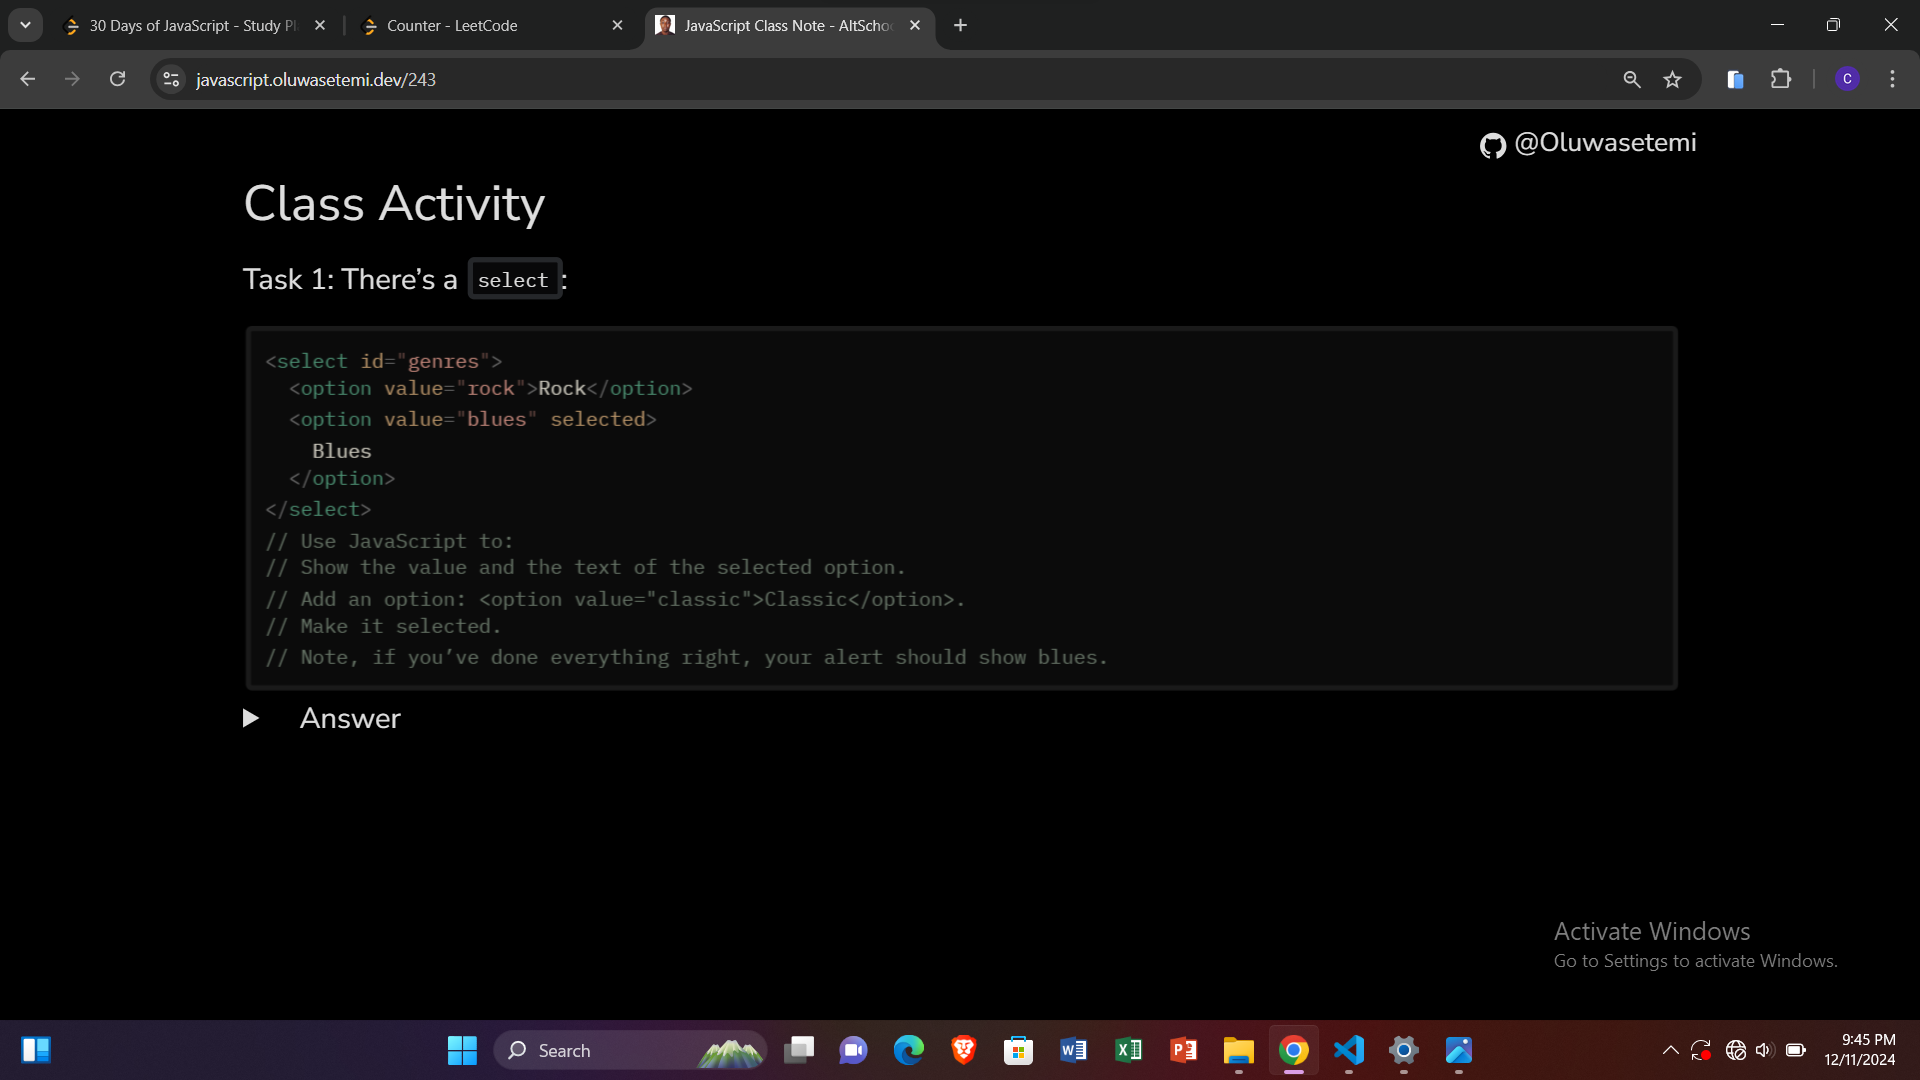 30 Days of JavaScript - Study Pl
Counter - LeetCode
JavaScript Class Note - AltSchoo
javascript.oluwasetemi.dev/243
C
@Oluwasetemi
Class Activity
Task 1: There’s a select:
<select id="genres">
<option value="rock">Rock</option>
<option value="blues" selected>
Blues
</option>
</select>
// Use JavaScript to:
// Show the value and the text of the selected option.
// Add an option: <option value="classic">Classic</option>.
// Make it selected.
// Note, if you’ve done everything right, your alert should show blues.
Answer
Activate Windows
Go to Settings to activate Windows.
Search
9:45 PM
12/11/2024